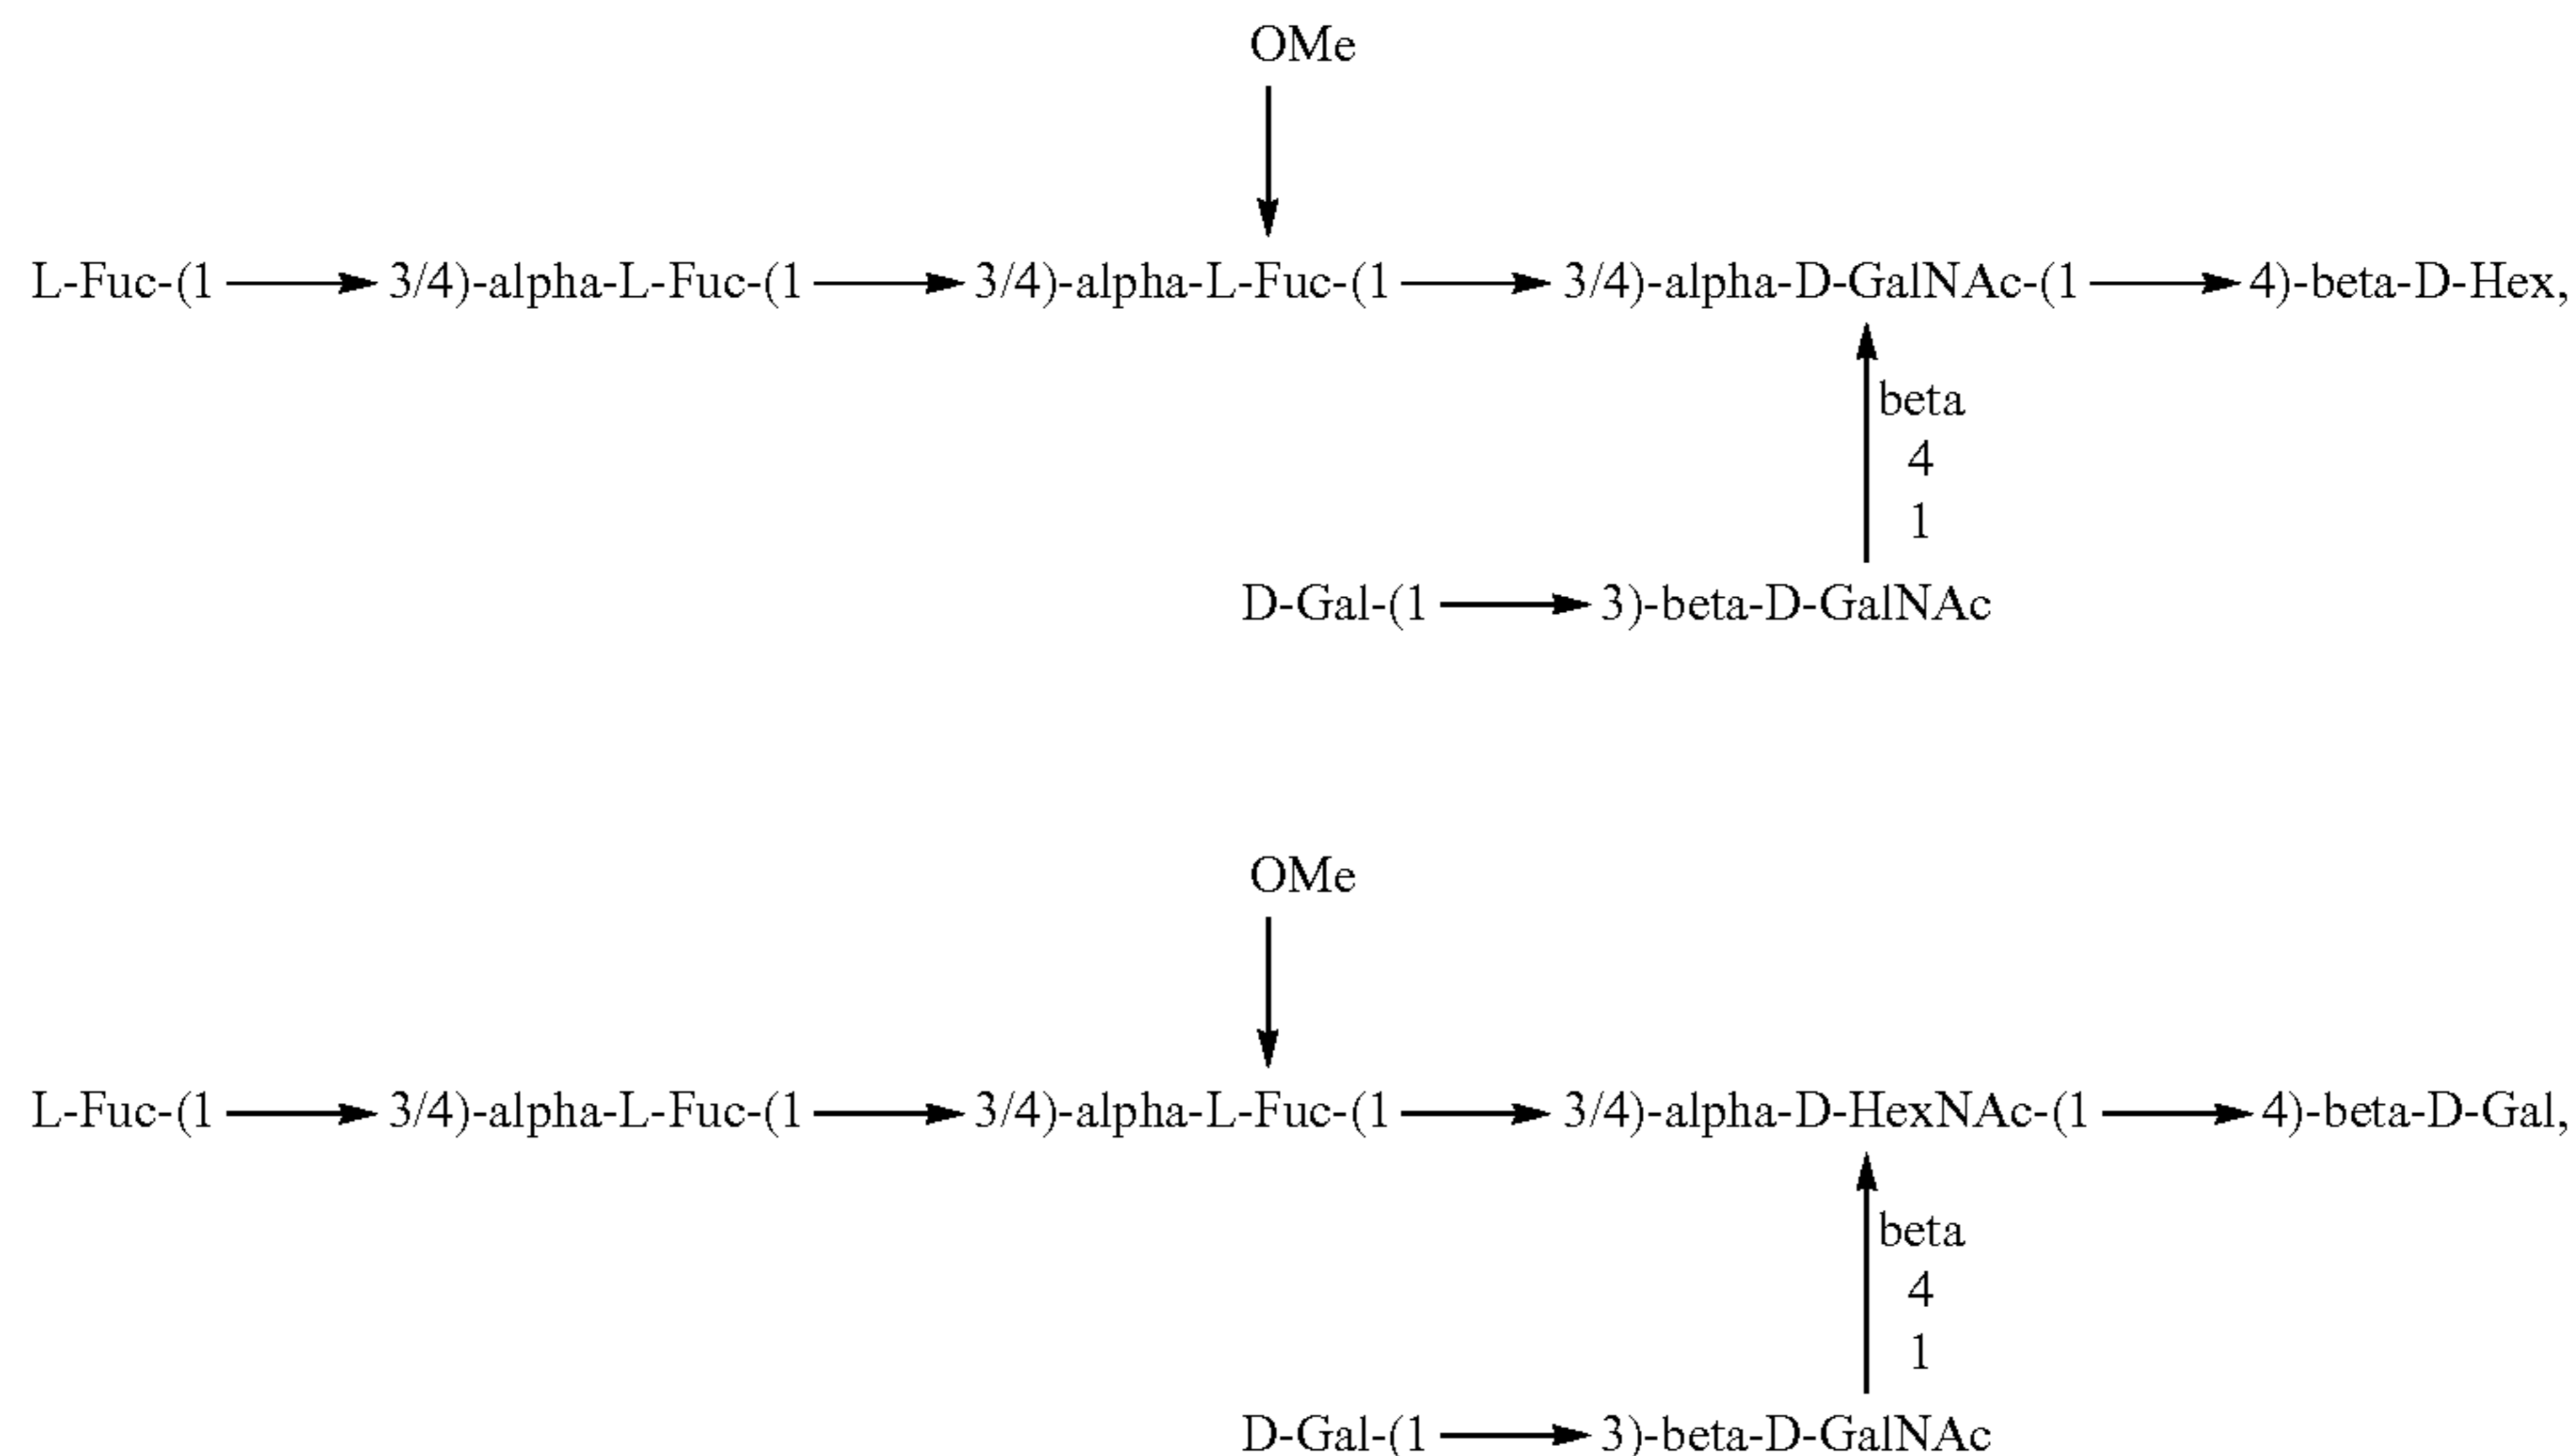 OMe
L-Fuc-(1 ⟶ 3/4)-alpha-L-Fuc-(1 ⟶ 3/4)-alpha-L-Fuc-(1 ⟶ 3/4)-alpha-D-GalNAc-(1 ⟶ 4)-beta-D-Hex,
beta
4
1
D-Gal-(1 ⟶ 3)-beta-D-GalNAc
OMe
L-Fuc-(1 ⟶ 3/4)-alpha-L-Fuc-(1 ⟶ 3/4)-alpha-L-Fuc-(1 ⟶ 3/4)-alpha-D-HexNAc-(1 ⟶ 4)-beta-D-Gal,
beta
4
1
D-Gal-(1 ⟶ 3)-beta-D-GalNAc